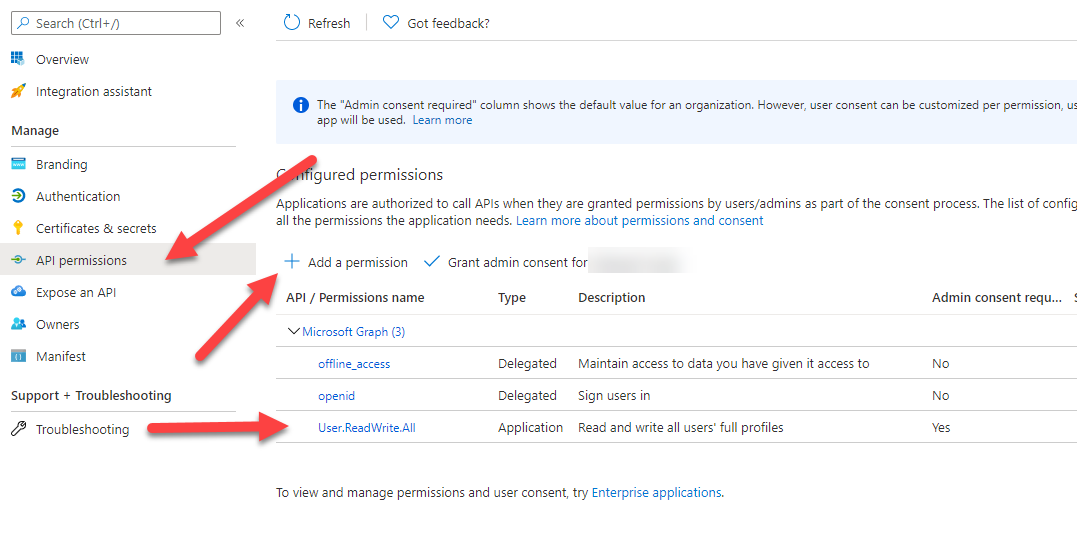 Search (Ctrl+/)
«
Overview
Integration assistant
Manage
Branding
Authentication
Certificates & secrets
API permissions
Expose an API
Owners
Manifest
Support + Troubleshooting
Troubleshooting
Refresh
Got feedback?
The "Admin consent required" column shows the default value for an organization. However, user consent can be customized per permission, us
app will be used. Learn more
Configured permissions
Applications are authorized to call APIs when they are granted permissions by users/admins as part of the consent process. The list of config
all the permissions the application needs. Learn more about permissions and consent
Add a permission Grant admin consent for
API / Permissions name Type Description Admin consent requ... S
Microsoft Graph (3)
offline_access Delegated Maintain access to data you have given it access to No
openid Delegated Sign users in No
User.ReadWrite.All Application Read and write all users' full profiles Yes
To view and manage permissions and user consent, try Enterprise applications.